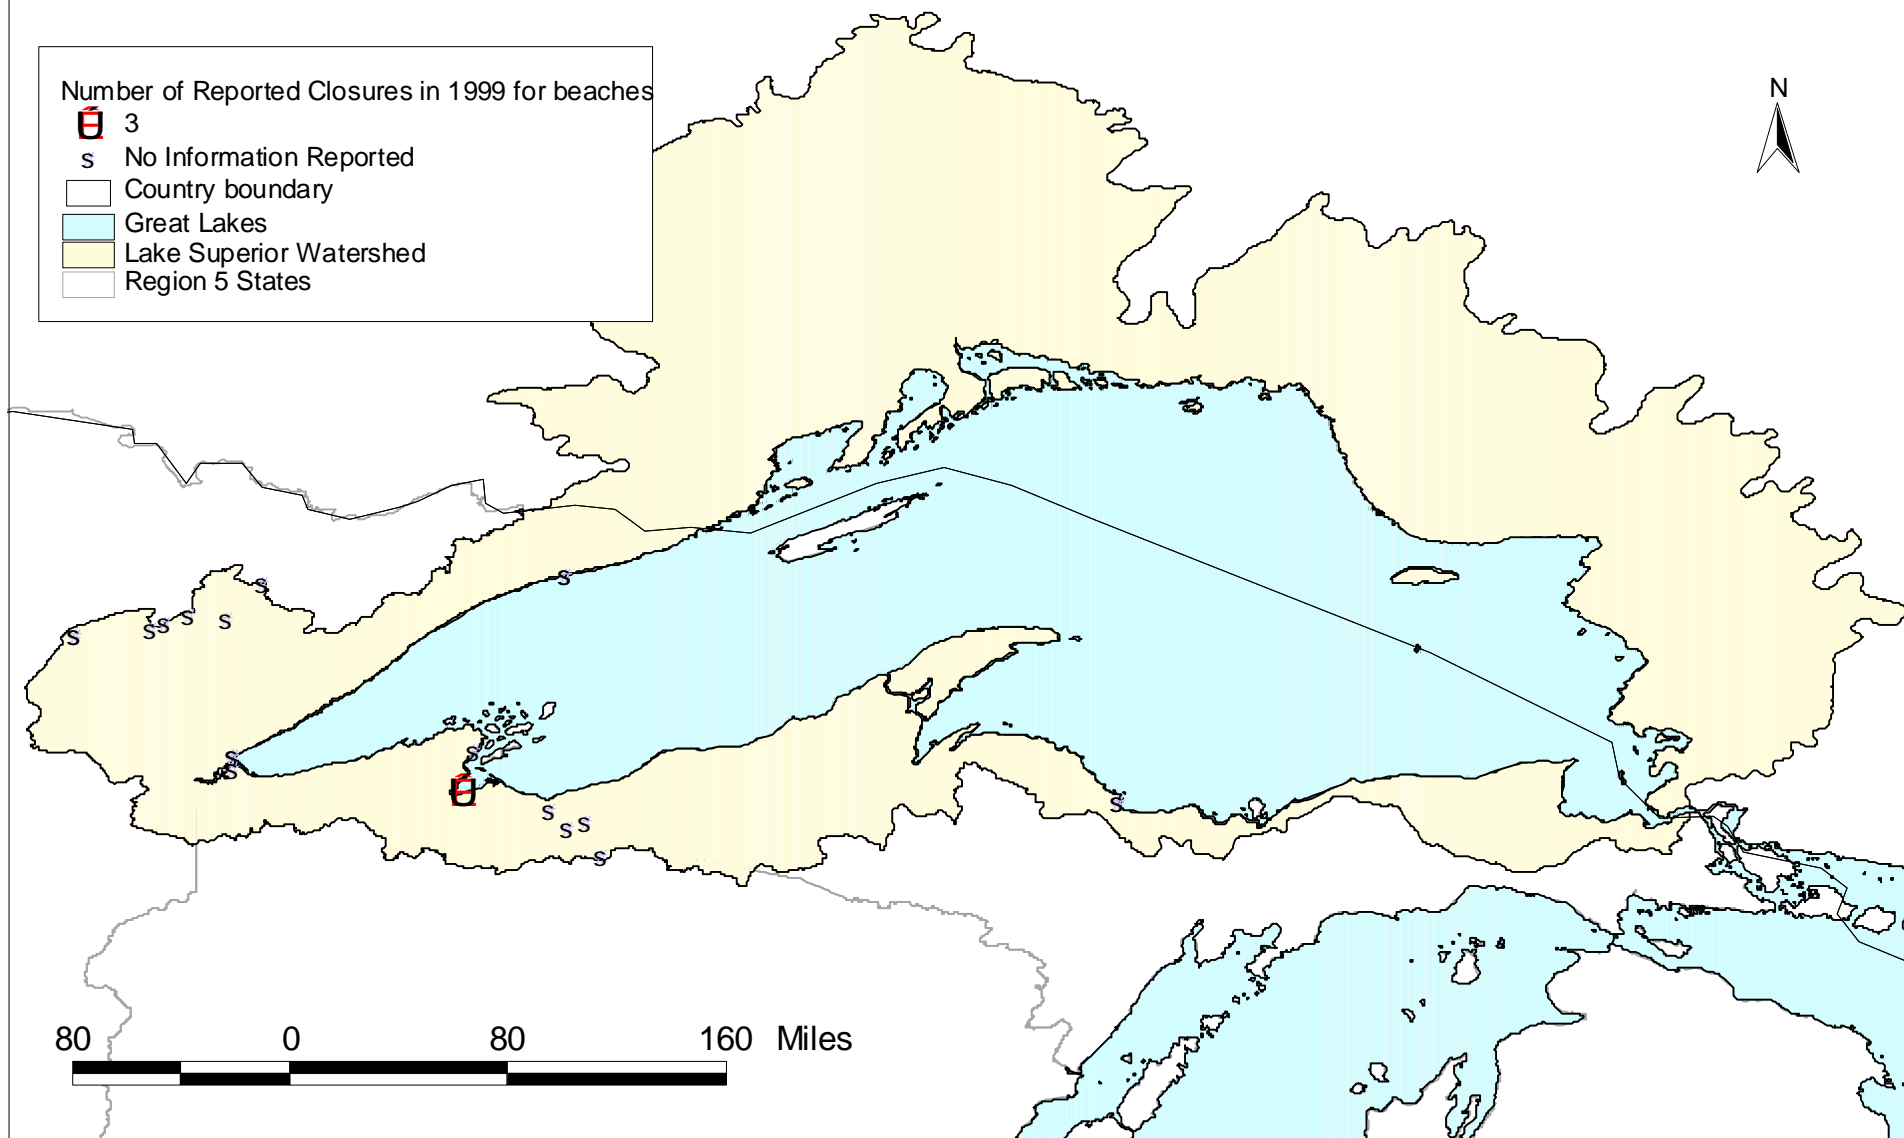 Number of Reported Closures in 1999 for beaches
Ú 3
s No Information Reported
Country boundary
Great Lakes
Lake Superior Watershed
Region 5 States
N
s
s
s
s
s
s
s
s
s
s
Ú
s
s
s
s
s
80 0 80 160 Miles